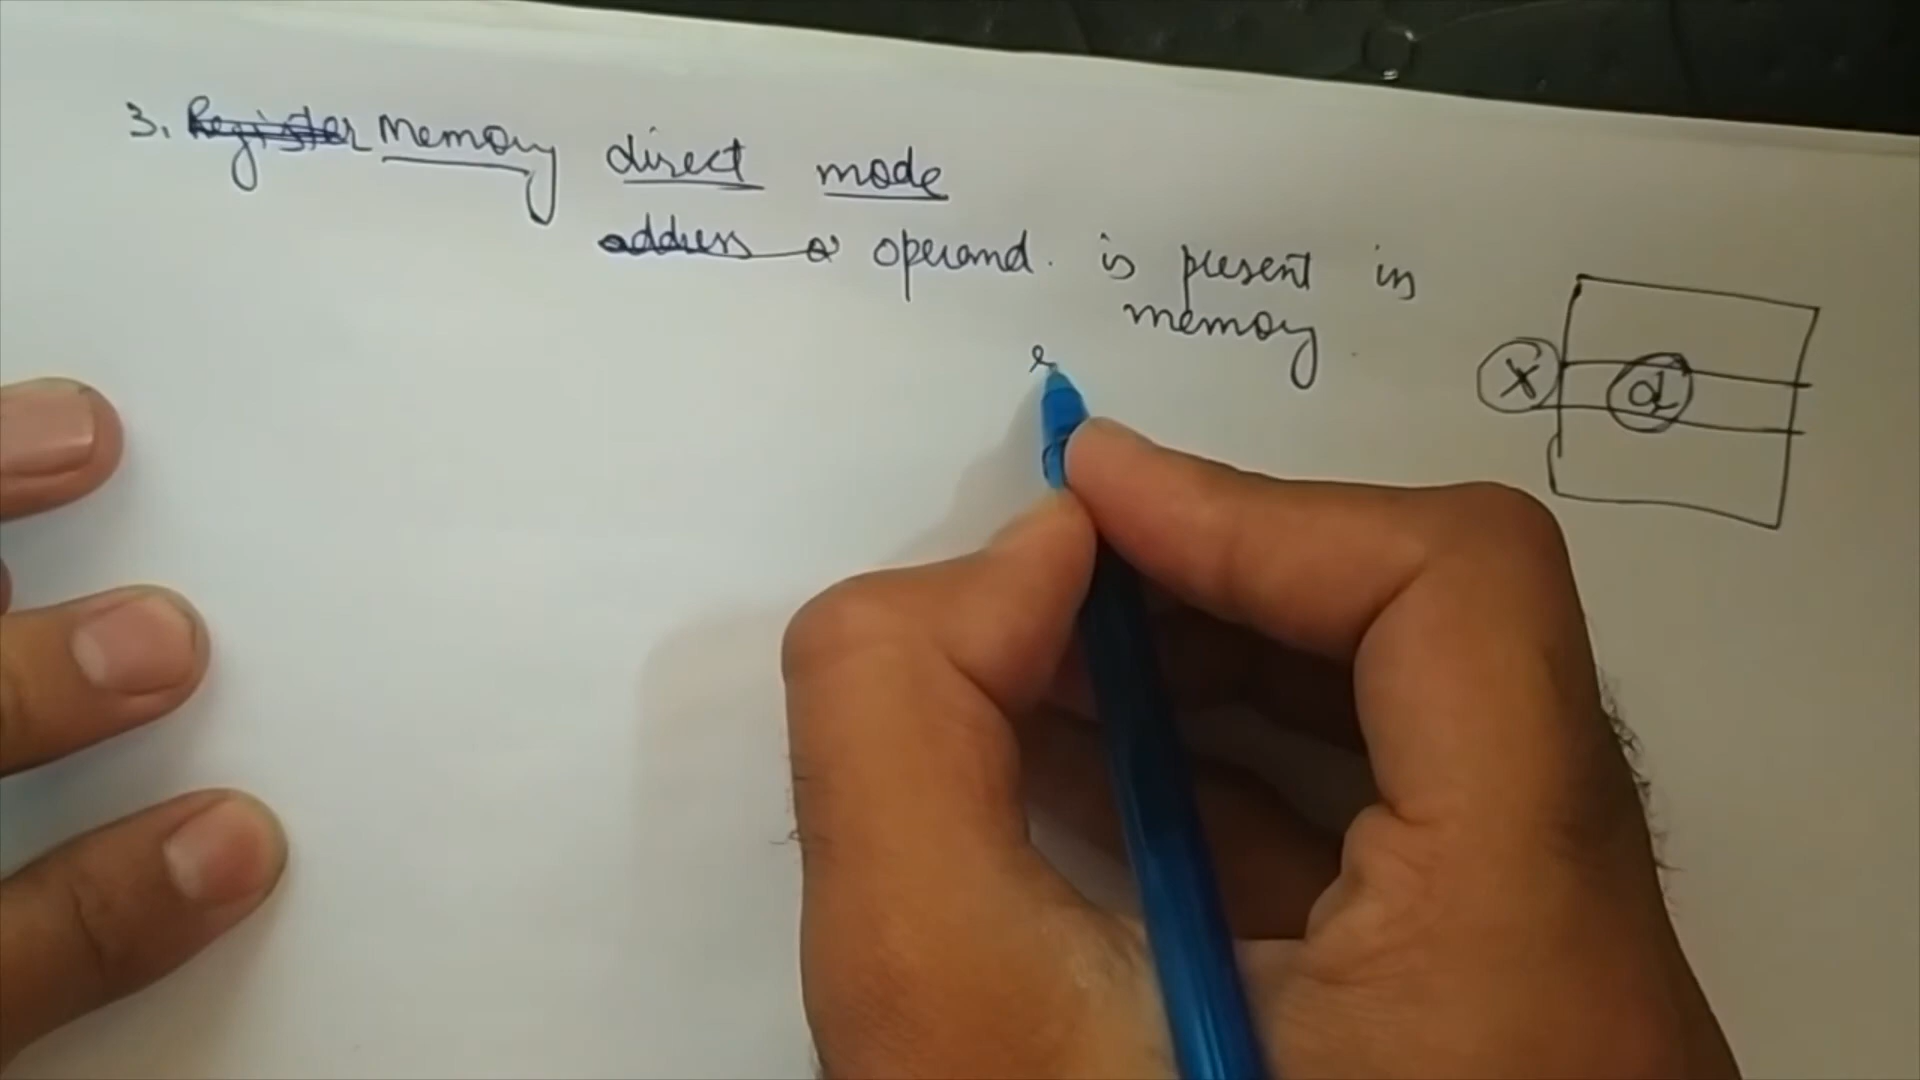 3. Register Memory direct mode
address o operand. is present in
memory
X
d